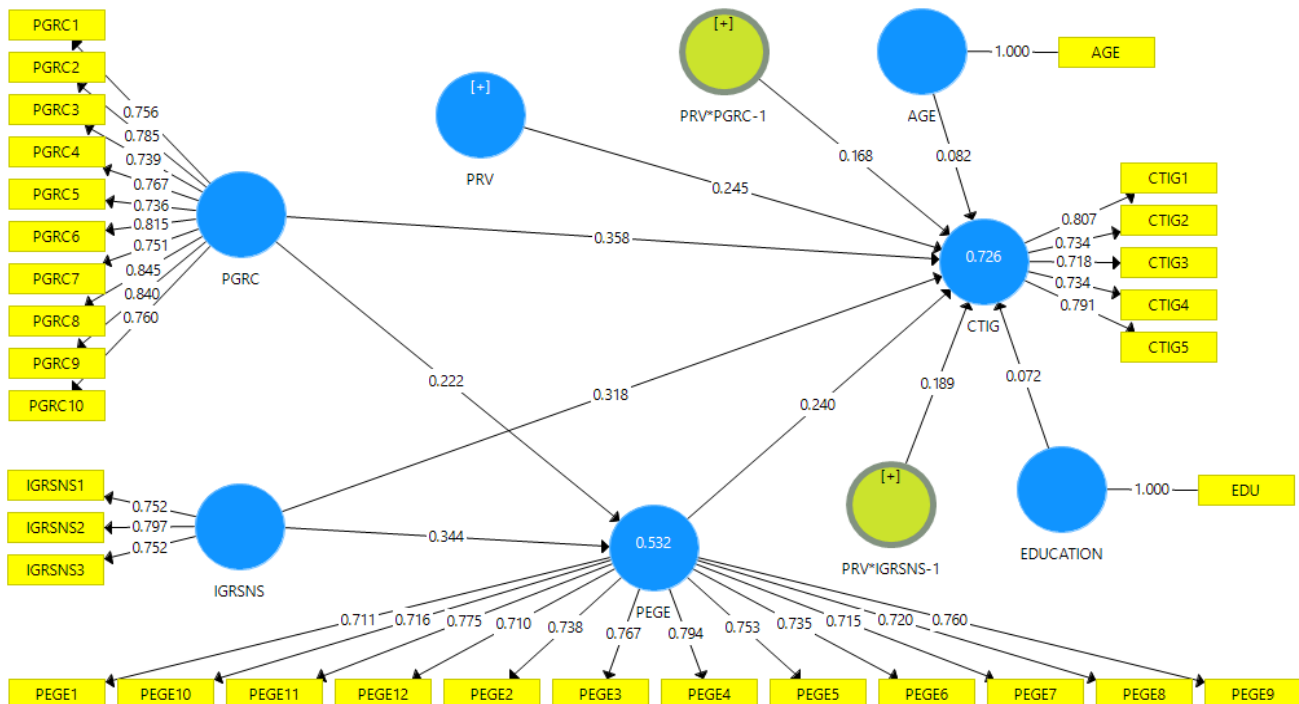 PGRC1
PGRC2
PGRC3
PGRC4
PGRC5
PGRC6
PGRC7
PGRC8
PGRC9
PGRC10
0.756
0.785
0.739
0.767
0.736
0.815
0.751
0.845
0.840
0.760
PGRC
[+]
PRV
[+]
PRV*PGRC-1
AGE
1.000
AGE
0.168
0.082
0.245
0.358
0.726
CTIG
0.807
0.734
0.718
0.734
0.791
CTIG1
CTIG2
CTIG3
CTIG4
CTIG5
0.222
0.318
0.240
0.189
0.072
IGRSNS1
IGRSNS2
IGRSNS3
0.752
0.797
0.752
IGRSNS
0.344
0.532
PEGE
[+]
PRV*IGRSNS-1
EDUCATION
1.000
EDU
0.711
0.716
0.775
0.710
0.738
0.767
0.794
0.753
0.735
0.715
0.720
0.760
PEGE1
PEGE10
PEGE11
PEGE12
PEGE2
PEGE3
PEGE4
PEGE5
PEGE6
PEGE7
PEGE8
PEGE9